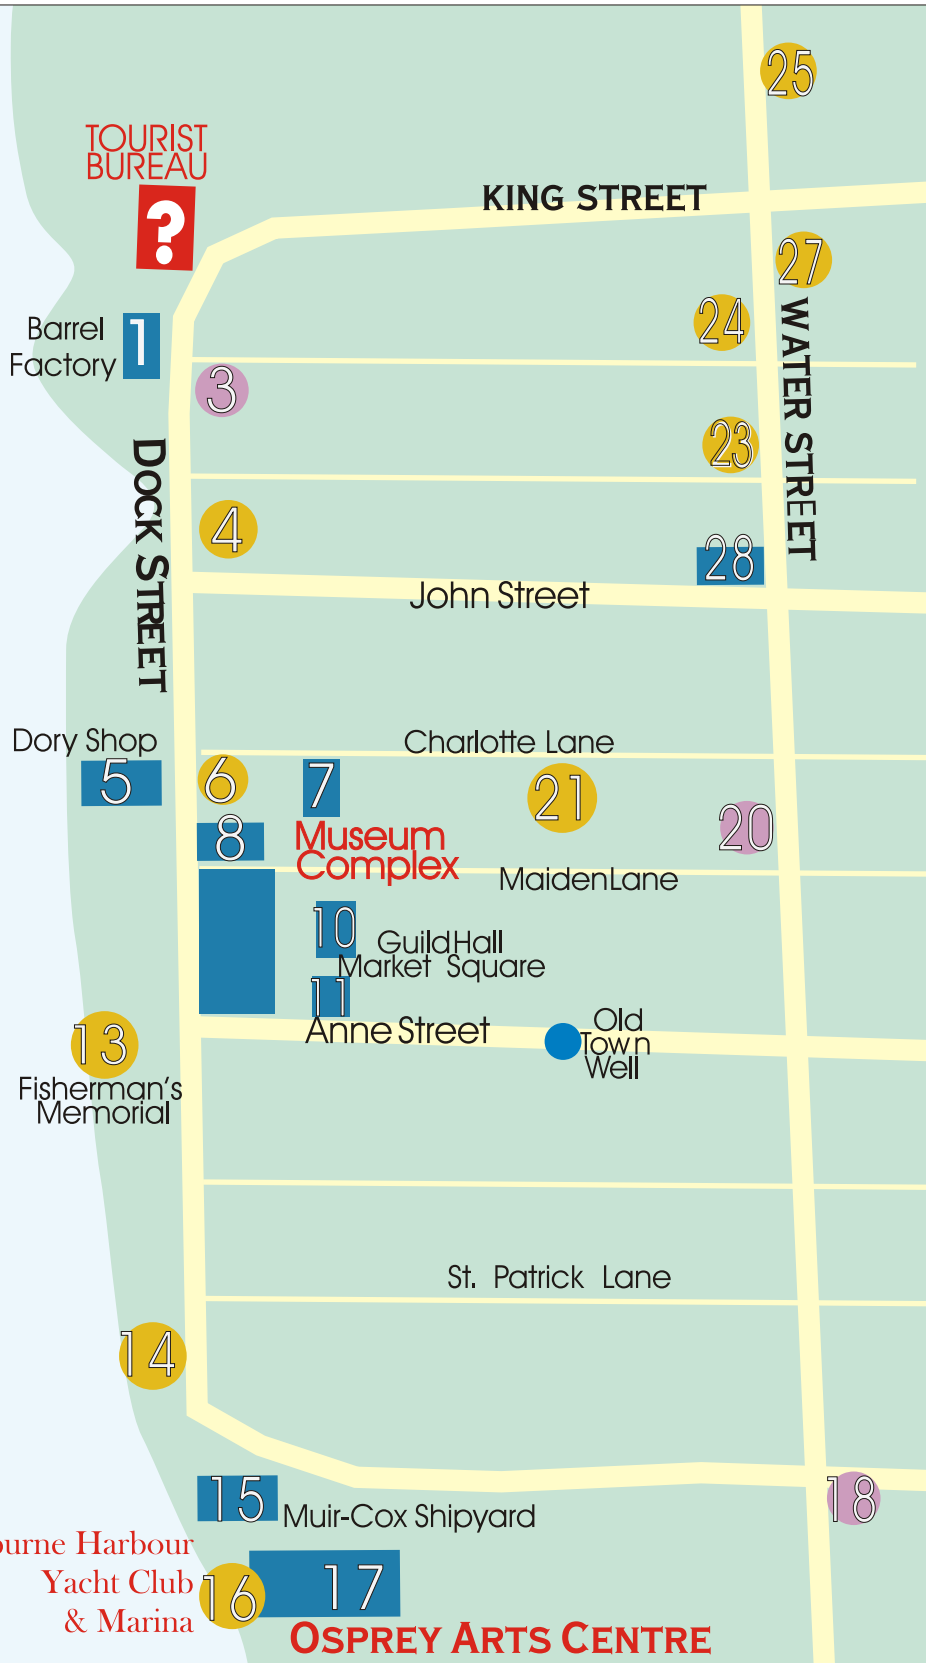 25
TOURIST
BUREAU
?
KING STREET
27
24
WATER STREET
Barrel
Factory
1
3
23
DOCK STREET
4
28
John Street
Dory Shop
Charlotte Lane
5
6
7
21
20
8
Museum
Complex
MaidenLane
10
GuildHall
Market Square
11
Anne Street
Old
Town
Well
13
Fisherman's
Memorial
St. Patrick Lane
14
15
Muir-Cox Shipyard
18
ourne Harbour
Yacht Club
& Marina
16
17
OSPREY ARTS CENTRE